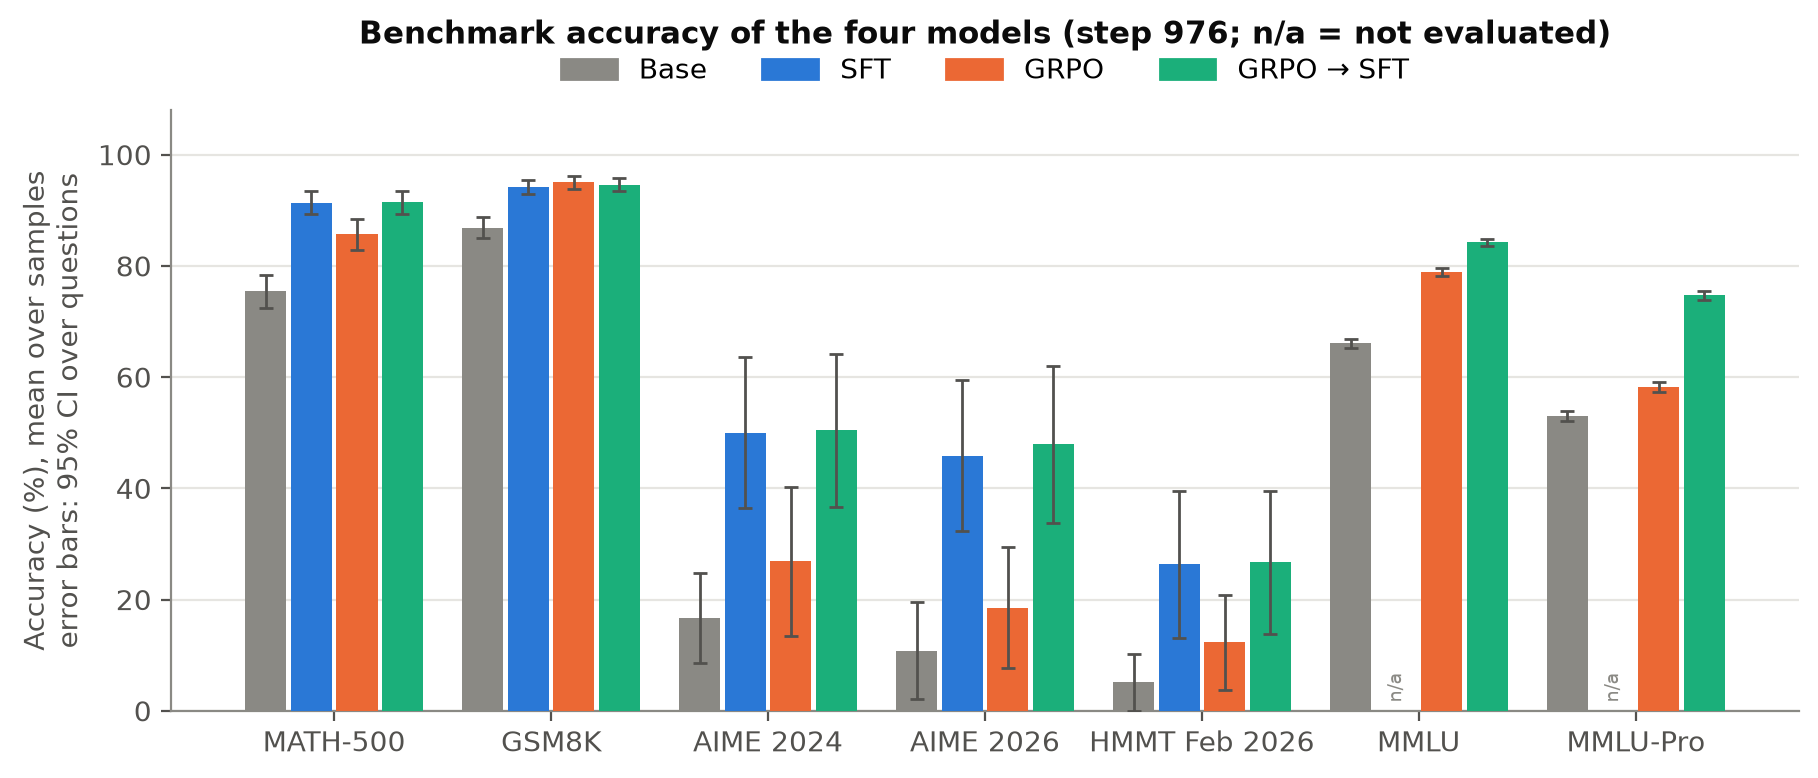 Benchmark accuracy of the four models (step 976; n/a = not evaluated)
Base SFT GRPO GRPO → SFT
Accuracy (%), mean over samples
error bars: 95% CI over questions
100
80
60
40
20
0
n/a
n/a
MATH-500 GSM8K AIME 2024 AIME 2026 HMMT Feb 2026 MMLU MMLU-Pro